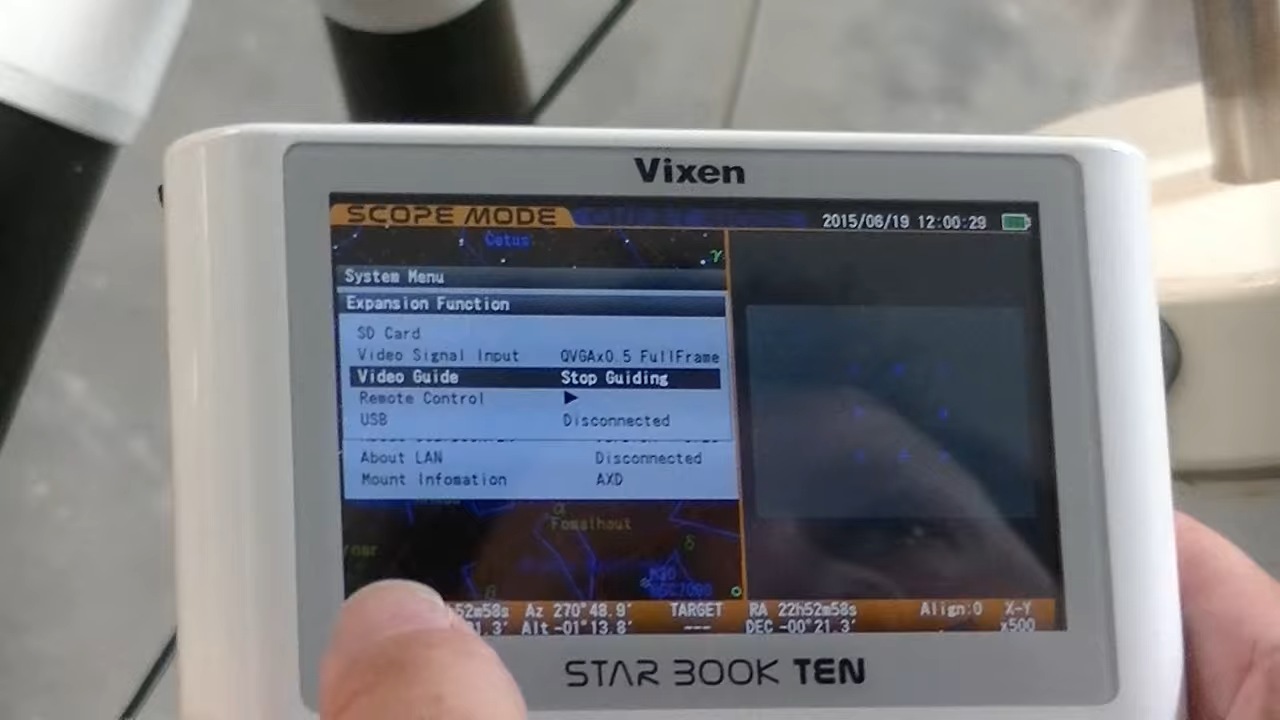 Vixen
SCOPE MODE
2015/06/19 12:00:29
Cetus
γ
System Menu
Expansion Function
SD Card
Video Signal Input QVGAx0.5 FullFrame
Video Guide Stop Guiding
Remote Control ▶
USB Disconnected
About LAN Disconnected
Mount Infomation AXD
α
Fomalhaut
δ
β
52m58s Az 270°48.9' TARGET RA 22h52m58s Align:0 X-Y
1.3' Alt -01°13.8' --- DEC -00°21.3' x500
STAR BOOK TEN